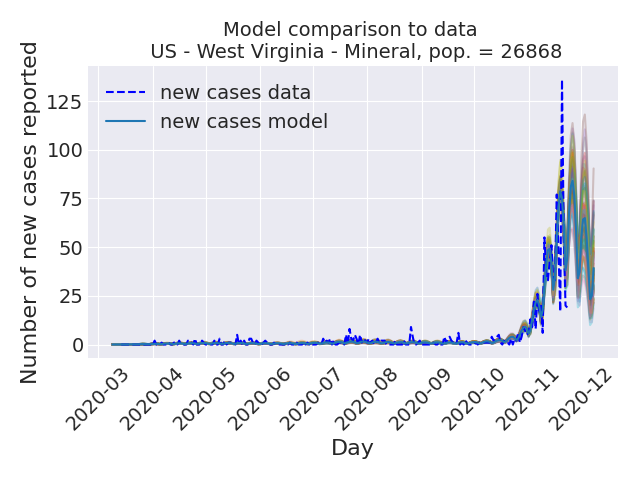 Model comparison to data
US - West Virginia - Mineral, pop. = 26868
Number of new cases reported
new cases data
new cases model
125
100
75
50
25
0
2020-03
2020-04
2020-05
2020-06
2020-07
2020-08
2020-09
2020-10
2020-11
2020-12
Day